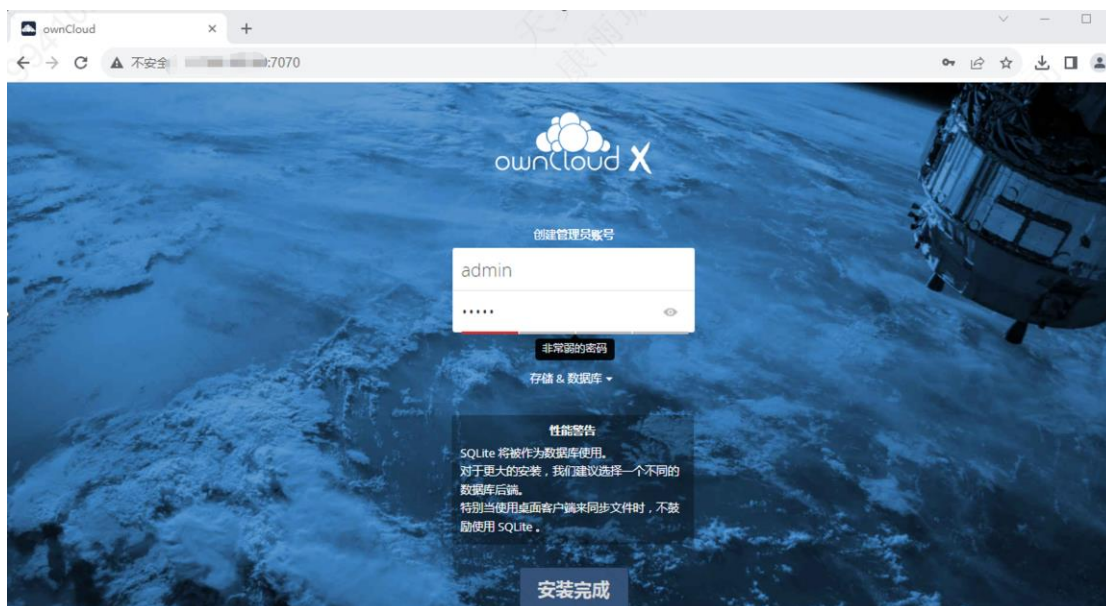 ownCloud
不安全
:7070
ownCloud X
创建管理员账号
admin
•••••
非常弱的密码
存储 & 数据库
性能警告
SQLite 将被作为数据库使用。
对于更大的安装，我们建议选择一个不同的
数据库后端。
特别当使用桌面客户端来同步文件时，不鼓
励使用 SQLite 。
安装完成